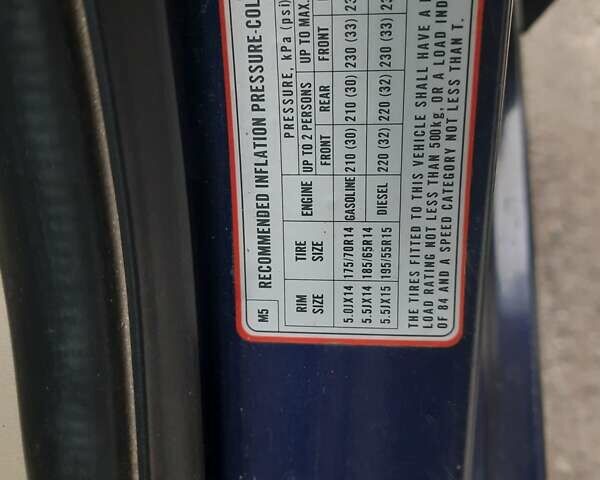 M5 RECOMMENDED INFLATION PRESSURE-COL
PRESSURE, kPa (psi)
RIM SIZE TIRE SIZE ENGINE UP TO 2 PERSONS UP TO MAX.
FRONT REAR FRONT
5.0JX14 175/70R14 GASOLINE 210 (30) 210 (30) 230 (33)
5.5JX14 185/65R14
5.5JX15 195/55R15 DIESEL 220 (32) 220 (32) 230 (33)
THE TIRES FITTED TO THIS VEHICLE SHALL HAVE A
LOAD RATING NOT LESS THAN 500kg, OR A LOAD IND
OF 84 AND A SPEED CATEGORY NOT LESS THAN T.